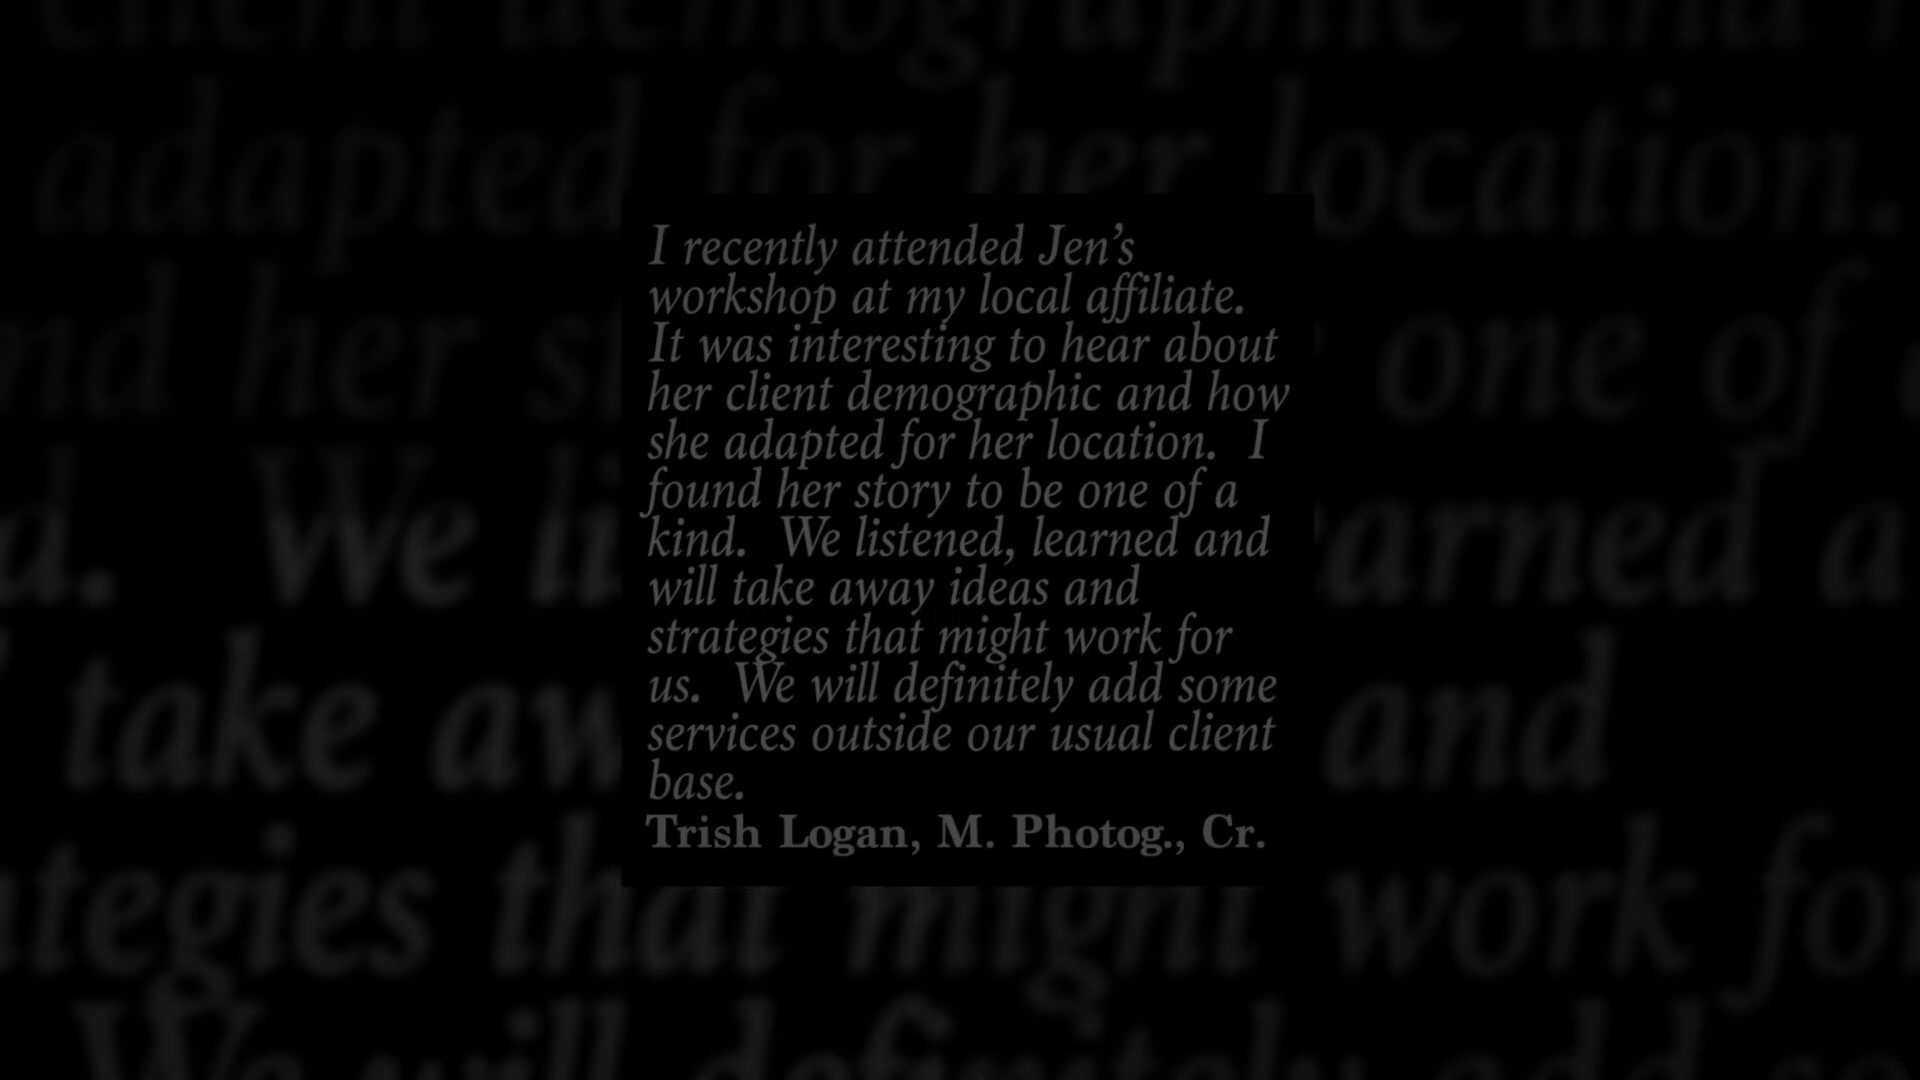 I recently attended Jen's
workshop at my local affiliate.
It was interesting to hear about
her client demographic and how
she adapted for her location.  I
found her story to be one of a
kind.  We listened, learned and
will take away ideas and
strategies that might work for
us.  We will definitely add some
services outside our usual client
base.
Trish Logan, M. Photog., Cr.